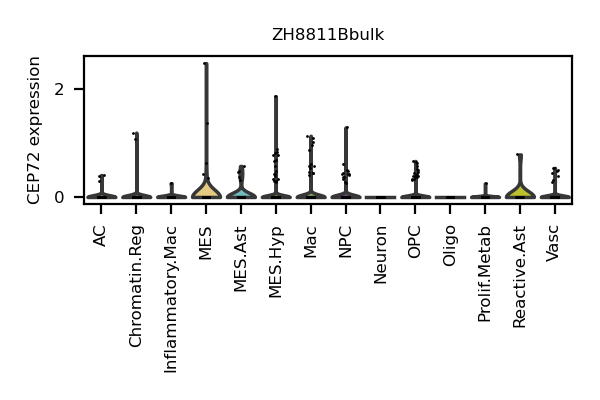 ZH8811Bbulk
CEP72 expression
2
0
AC
Chromatin.Reg
Inflammatory.Mac
MES
MES.Ast
MES.Hyp
Mac
NPC
Neuron
OPC
Oligo
Prolif.Metab
Reactive.Ast
Vasc